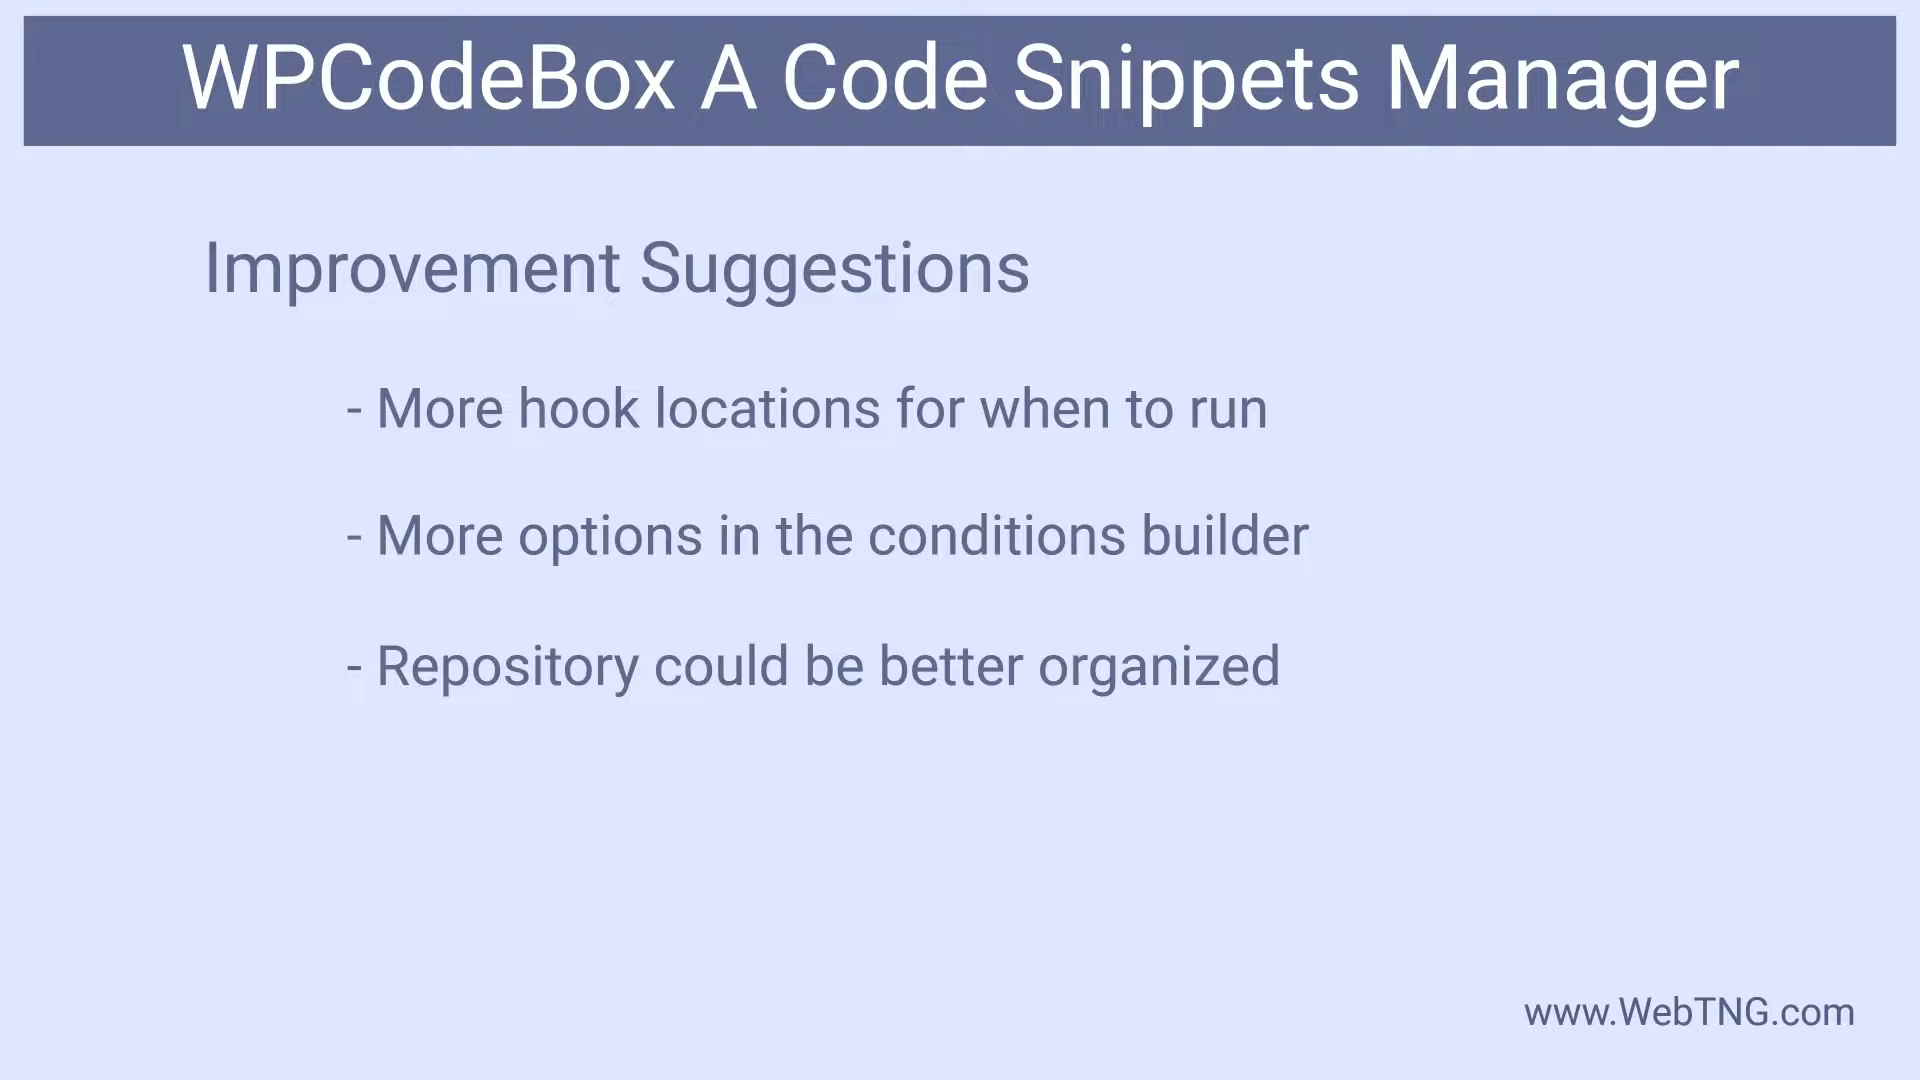 WPCodeBox A Code Snippets Manager
Improvement Suggestions
- More hook locations for when to run
- More options in the conditions builder
- Repository could be better organized
www.WebTNG.com